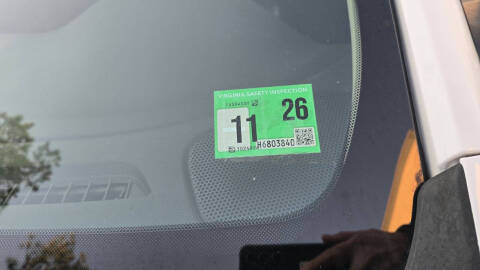 VIRGINIA SAFETY INSPECTION
11 26
H6803840